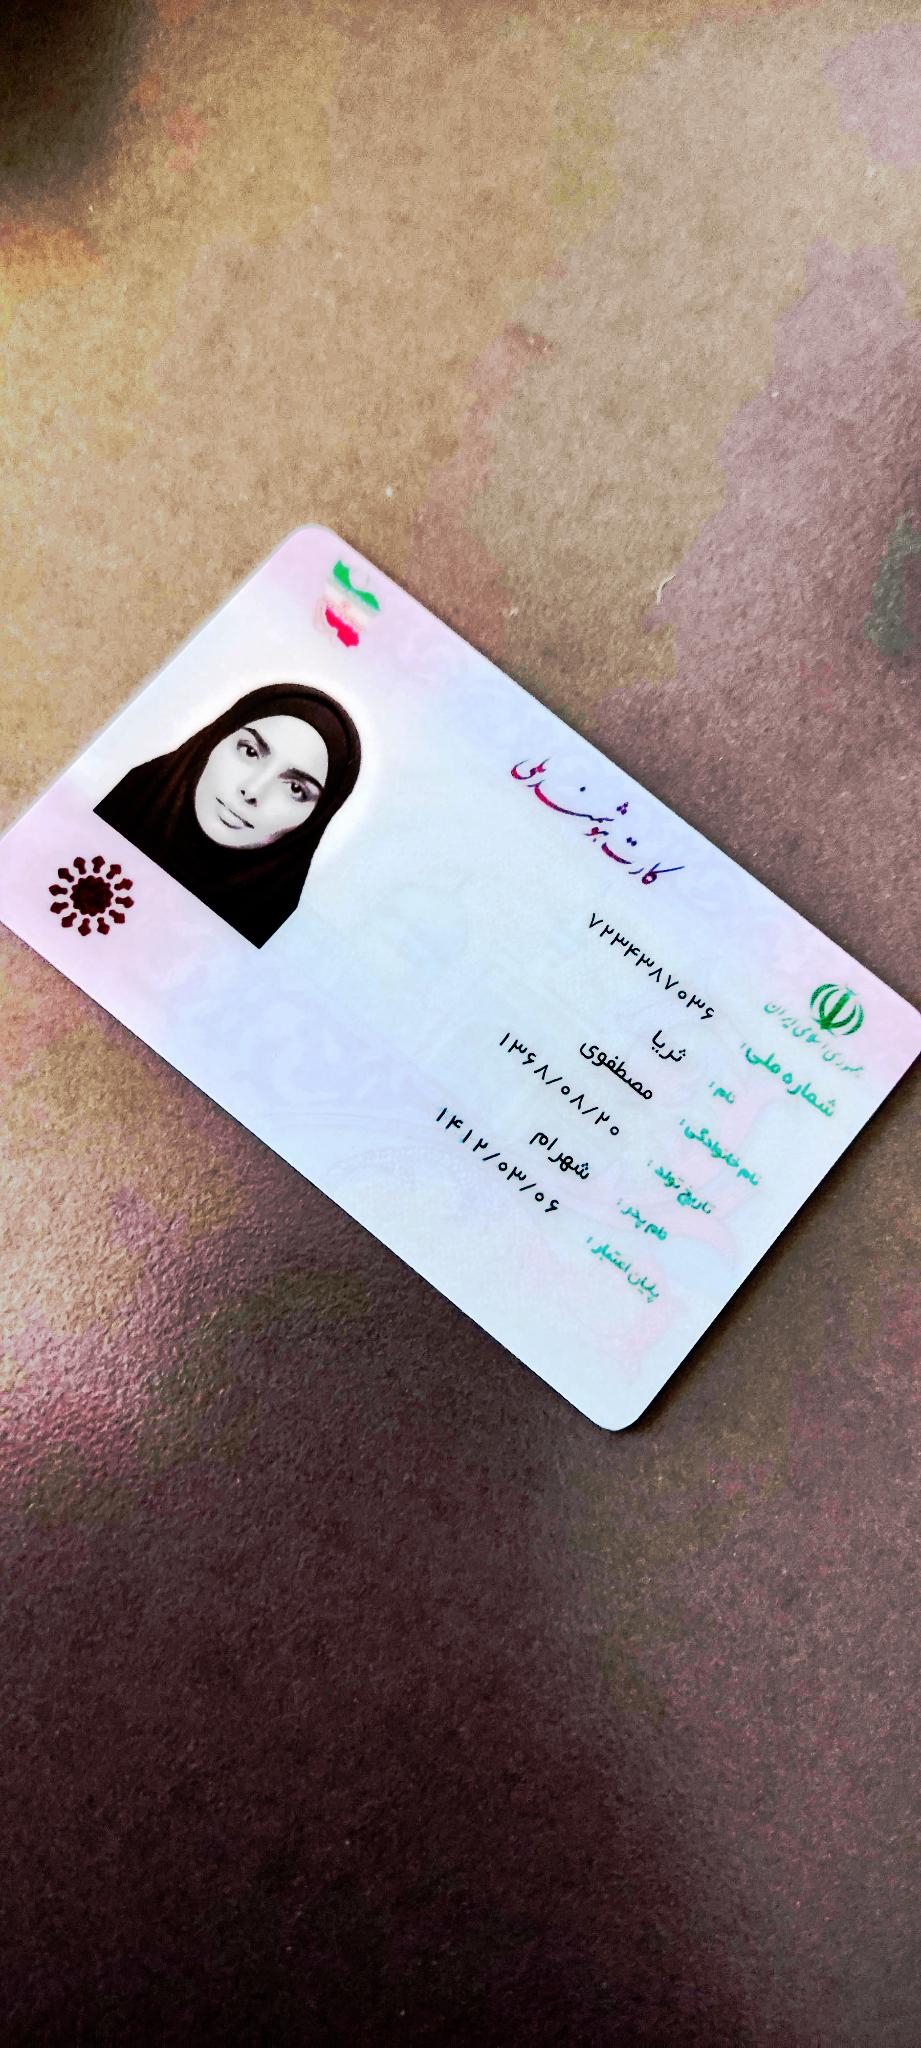 جمهوری اسلامی ایران
کارت هوشمند ملی
شماره ملی: ۷۲۳۴۳۸۷۰۳۶
نام: ثریا
نام خانوادگی: مصطفوی
تاریخ تولد: ۱۳۶۸/۰۸/۲۰
نام پدر: شهرام
پایان اعتبار: ۱۴۱۲/۰۳/۰۶